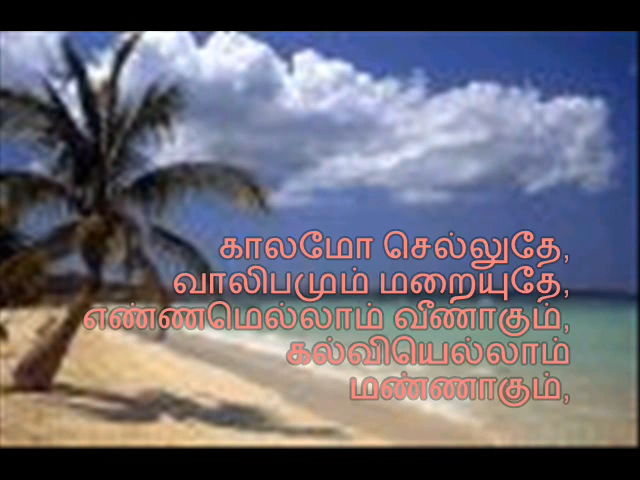 காலமோ செல்லுதே,
வாலிபமும் மறையுதே,
எண்ணமெல்லாம் வீணாகும்,
கல்வியெல்லாம்
மண்ணாகும்,